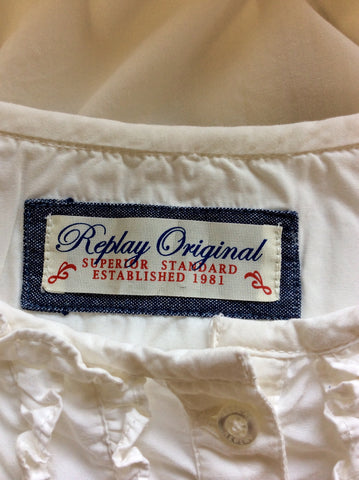 Replay Original
SUPERIOR STANDARD
ESTABLISHED 1981